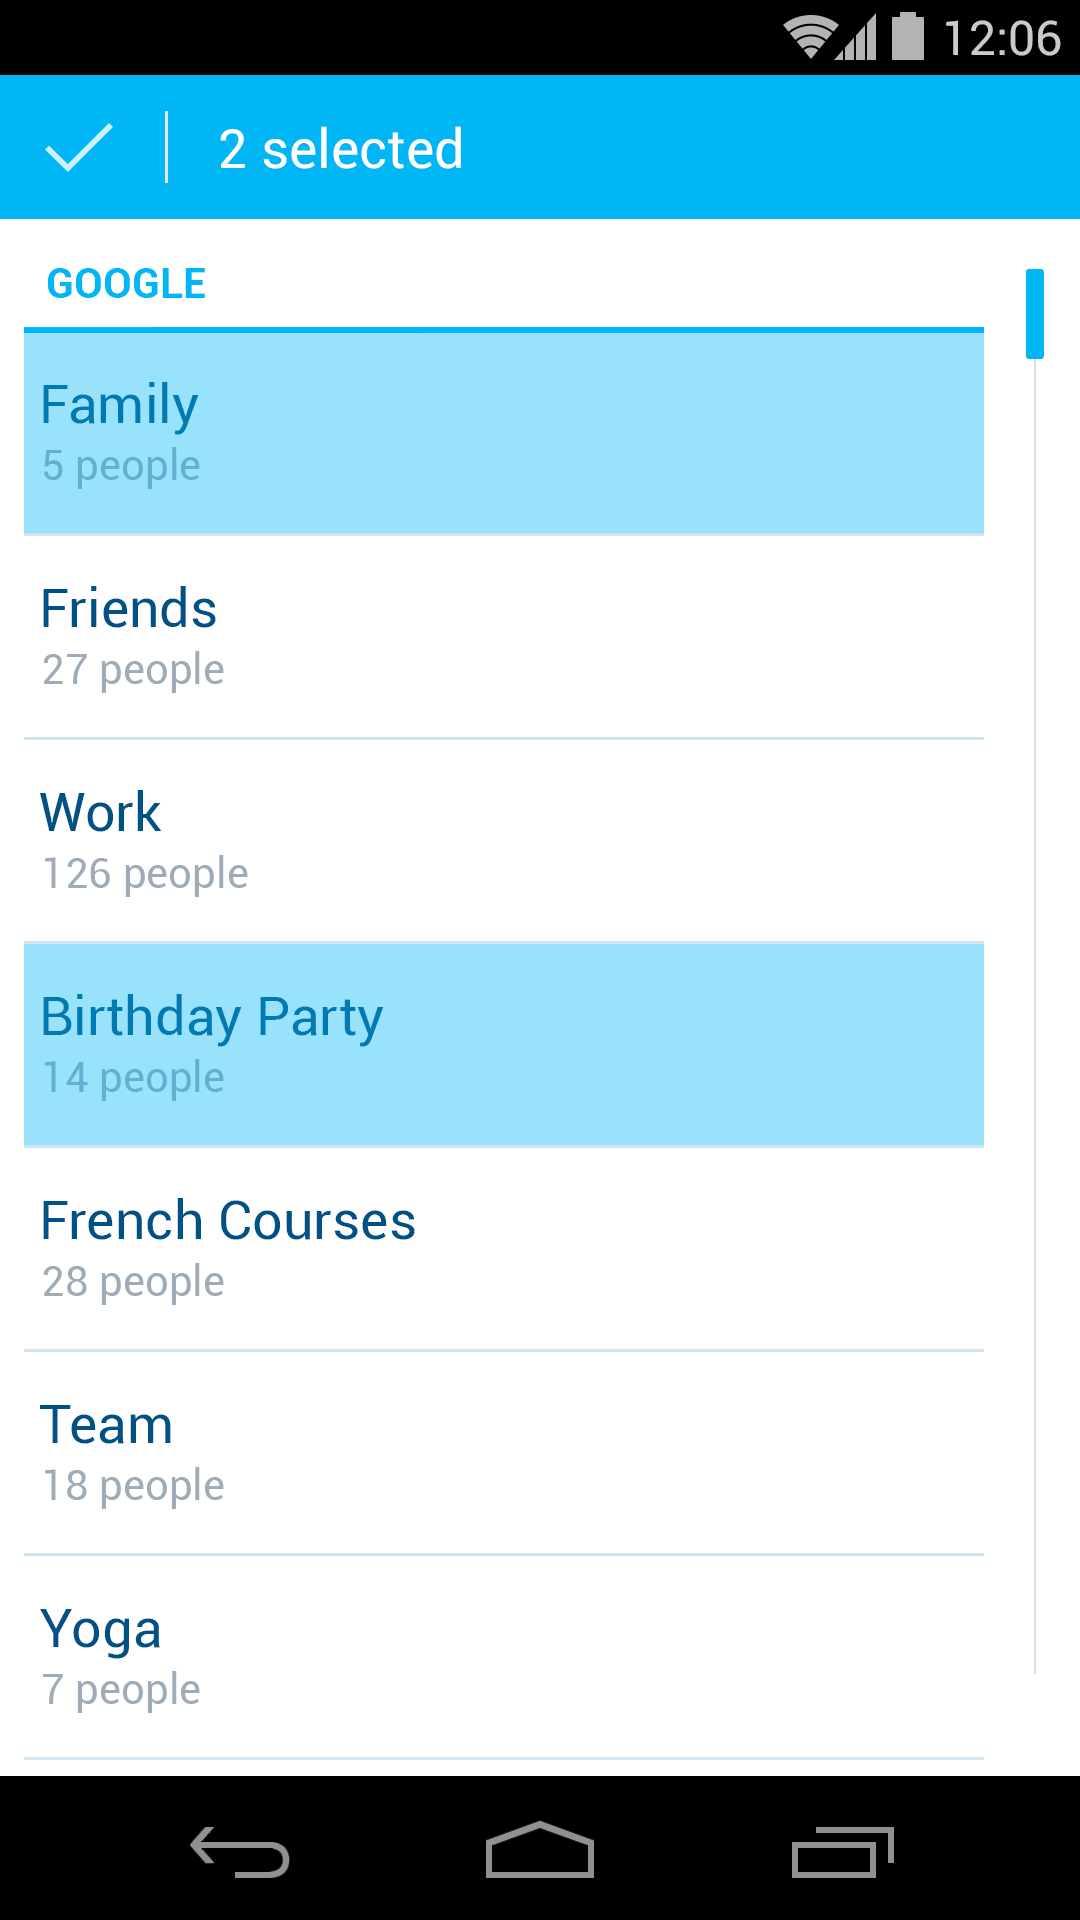 12:06
2 selected
GOOGLE
Family
5 people
Friends
27 people
Work
126 people
Birthday Party
14 people
French Courses
28 people
Team
18 people
Yoga
7 people